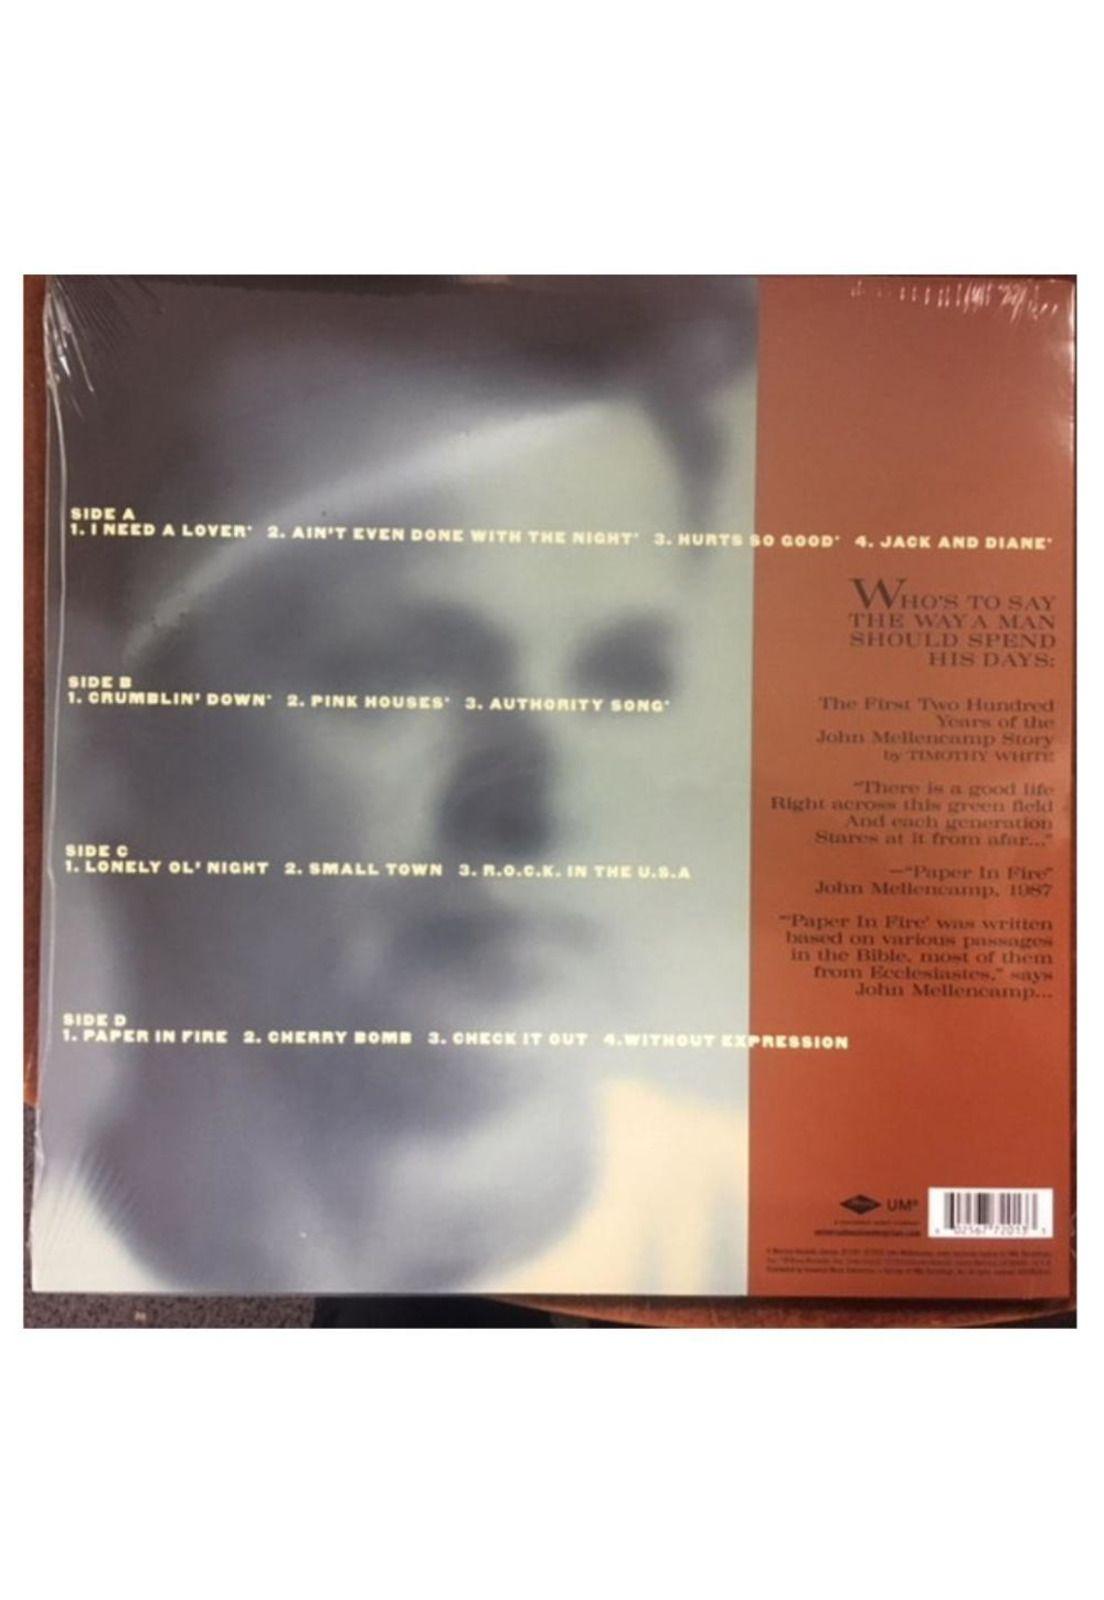 SIDE A
1. I NEED A LOVER* 2. AIN'T EVEN DONE WITH THE NIGHT* 3. HURTS SO GOOD* 4. JACK AND DIANE*
WHO'S TO SAY
THE WAY A MAN
SHOULD SPEND
HIS DAYS:
SIDE B
1. CRUMBLIN' DOWN* 2. PINK HOUSES* 3. AUTHORITY SONG*
The First Two Hundred
Years of the
John Mellencamp Story
by TIMOTHY WHITE
"There is a good life
Right across this green field
And each generation
Stares at it from afar..."
SIDE C
1. LONELY OL' NIGHT 2. SMALL TOWN 3. R.O.C.K. IN THE U.S.A
—"Paper In Fire"
John Mellencamp, 1987
"'Paper In Fire' was written
based on various passages
in the Bible, most of them
from Ecclesiastes," says
John Mellencamp...
SIDE D
1. PAPER IN FIRE 2. CHERRY BOMB 3. CHECK IT OUT 4.WITHOUT EXPRESSION
UMe